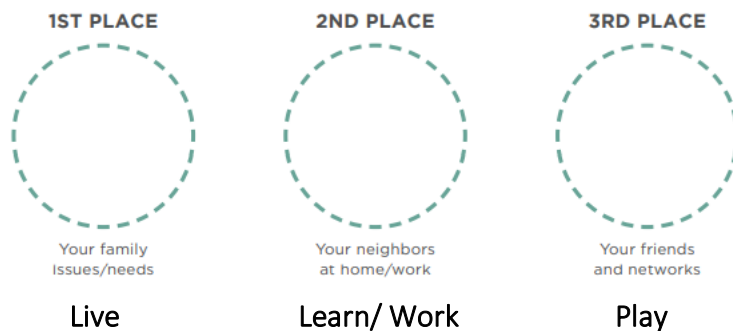 1ST PLACE
2ND PLACE
3RD PLACE
Your family
Issues/needs
Your neighbors
at home/work
Your friends
and networks
Live
Learn/ Work
Play